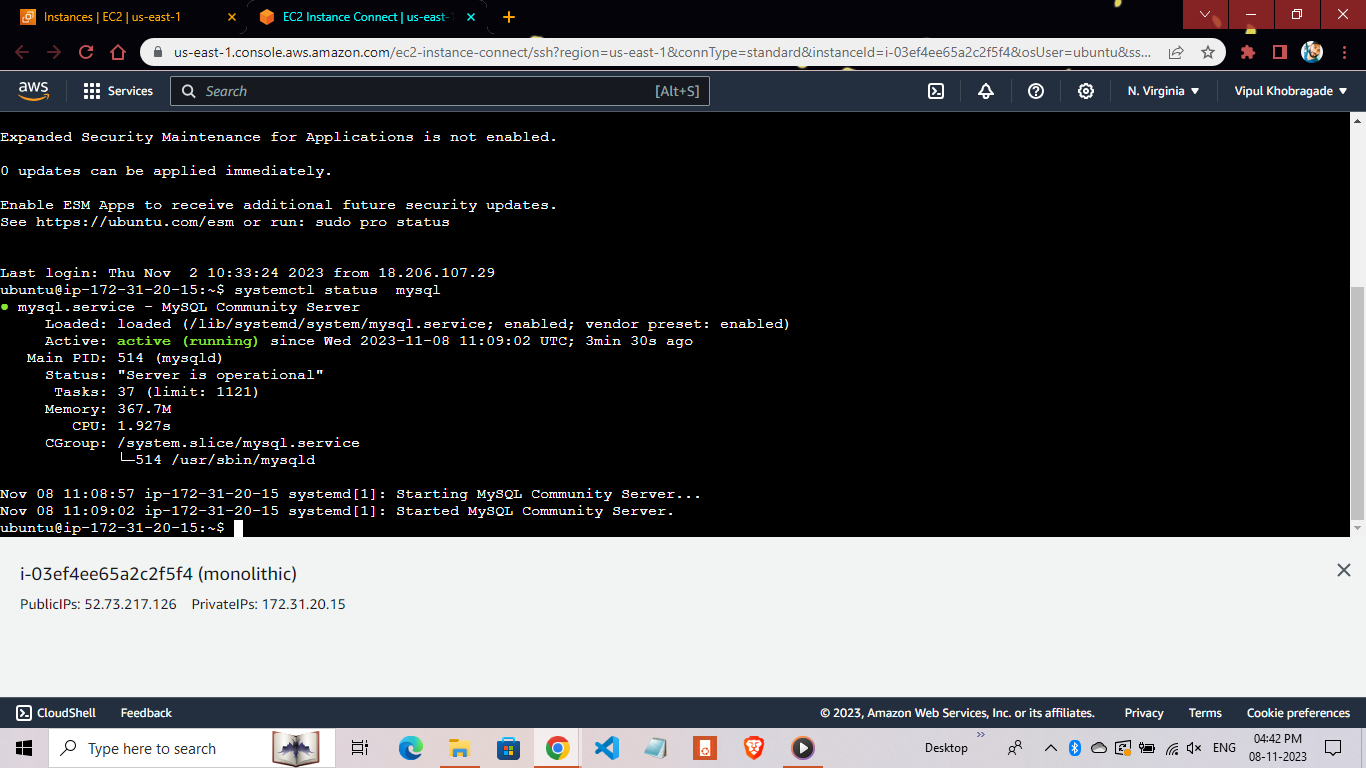 Instances | EC2 | us-east-1
EC2 Instance Connect | us-east-
us-east-1.console.aws.amazon.com/ec2-instance-connect/ssh?region=us-east-1&connType=standard&instanceId=i-03ef4ee65a2c2f5f4&osUser=ubuntu&ss...
aws Services Search [Alt+S] N. Virginia Vipul Khobragade
Expanded Security Maintenance for Applications is not enabled.
0 updates can be applied immediately.
Enable ESM Apps to receive additional future security updates.
See https://ubuntu.com/esm or run: sudo pro status
Last login: Thu Nov  2 10:33:24 2023 from 18.206.107.29
ubuntu@ip-172-31-20-15:~$ systemctl status  mysql
● mysql.service - MySQL Community Server
Loaded: loaded (/lib/systemd/system/mysql.service; enabled; vendor preset: enabled)
Active: active (running) since Wed 2023-11-08 11:09:02 UTC; 3min 30s ago
Main PID: 514 (mysqld)
Status: "Server is operational"
Tasks: 37 (limit: 1121)
Memory: 367.7M
CPU: 1.927s
CGroup: /system.slice/mysql.service
└─514 /usr/sbin/mysqld
Nov 08 11:08:57 ip-172-31-20-15 systemd[1]: Starting MySQL Community Server...
Nov 08 11:09:02 ip-172-31-20-15 systemd[1]: Started MySQL Community Server.
ubuntu@ip-172-31-20-15:~$
i-03ef4ee65a2c2f5f4 (monolithic)
PublicIPs: 52.73.217.126 PrivateIPs: 172.31.20.15
CloudShell Feedback © 2023, Amazon Web Services, Inc. or its affiliates. Privacy Terms Cookie preferences
Type here to search Desktop ENG 04:42 PM
08-11-2023